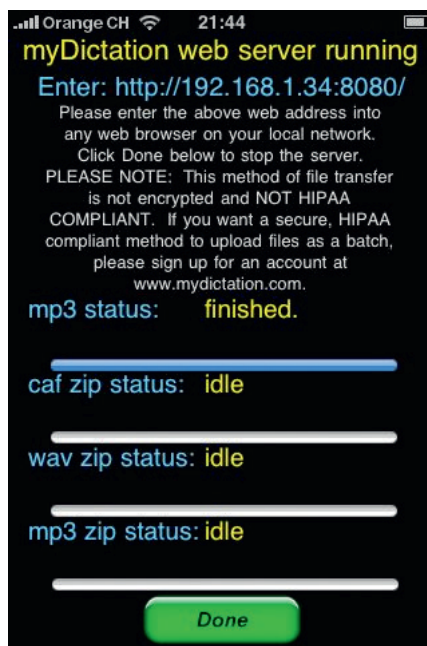 Orange CH 21:44
myDictation web server running
Enter: http://192.168.1.34:8080/
Please enter the above web address into
any web browser on your local network.
Click Done below to stop the server.
PLEASE NOTE: This method of file transfer
is not encrypted and NOT HIPAA
COMPLIANT. If you want a secure, HIPAA
compliant method to upload files as a batch,
please sign up for an account at
www.mydictation.com.
mp3 status: finished.
caf zip status: idle
wav zip status: idle
mp3 zip status: idle
Done